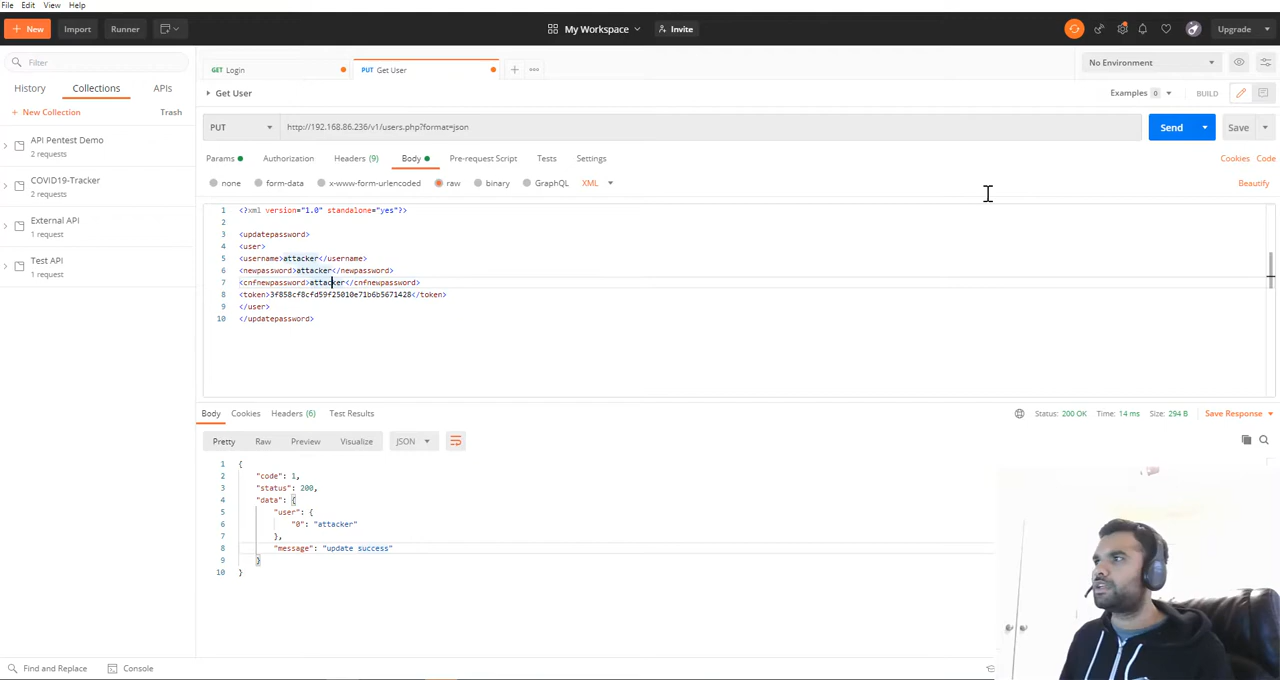 File Edit View Help
New Import Runner My Workspace Invite Upgrade
Filter
History Collections APIs
+ New Collection Trash
API Pentest Demo
2 requests
COVID19-Tracker
2 requests
External API
1 request
Test API
1 request
GET Login PUT Get User No Environment
Get User Examples 0 BUILD
PUT http://192.168.86.236/v1/users.php?format=json Send Save
Params Authorization Headers (9) Body Pre-request Script Tests Settings Cookies Code
none form-data x-www-form-urlencoded raw binary GraphQL XML Beautify
1 <?xml version="1.0" standalone="yes"?>
2
3 <updatepassword>
4 <user>
5 <username>attacker</username>
6 <newpassword>attacker</newpassword>
7 <cnfnewpassword>attacker</cnfnewpassword>
8 <token>3f858cf8cfd59f25010e71b6b5671428</token>
9 </user>
10 </updatepassword>
Body Cookies Headers (6) Test Results Status: 200 OK Time: 14 ms Size: 294 B Save Response
Pretty Raw Preview Visualize JSON
1 {
2 "code": 1,
3 "status": 200,
4 "data": {
5 "user": {
6 "0": "attacker"
7 },
8 "message": "update success"
9 }
10 }
Find and Replace Console